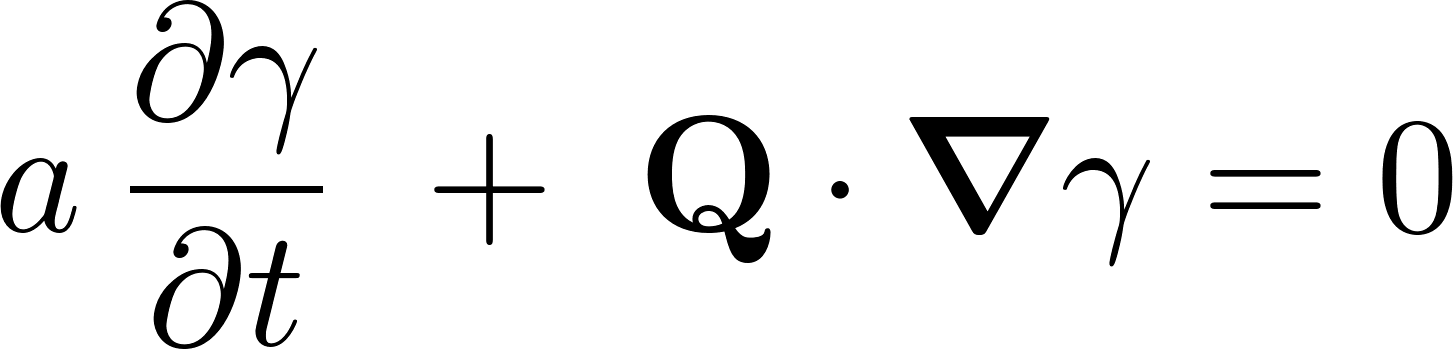 a ∂γ/∂t + 𝐐 · 𝛁γ = 0